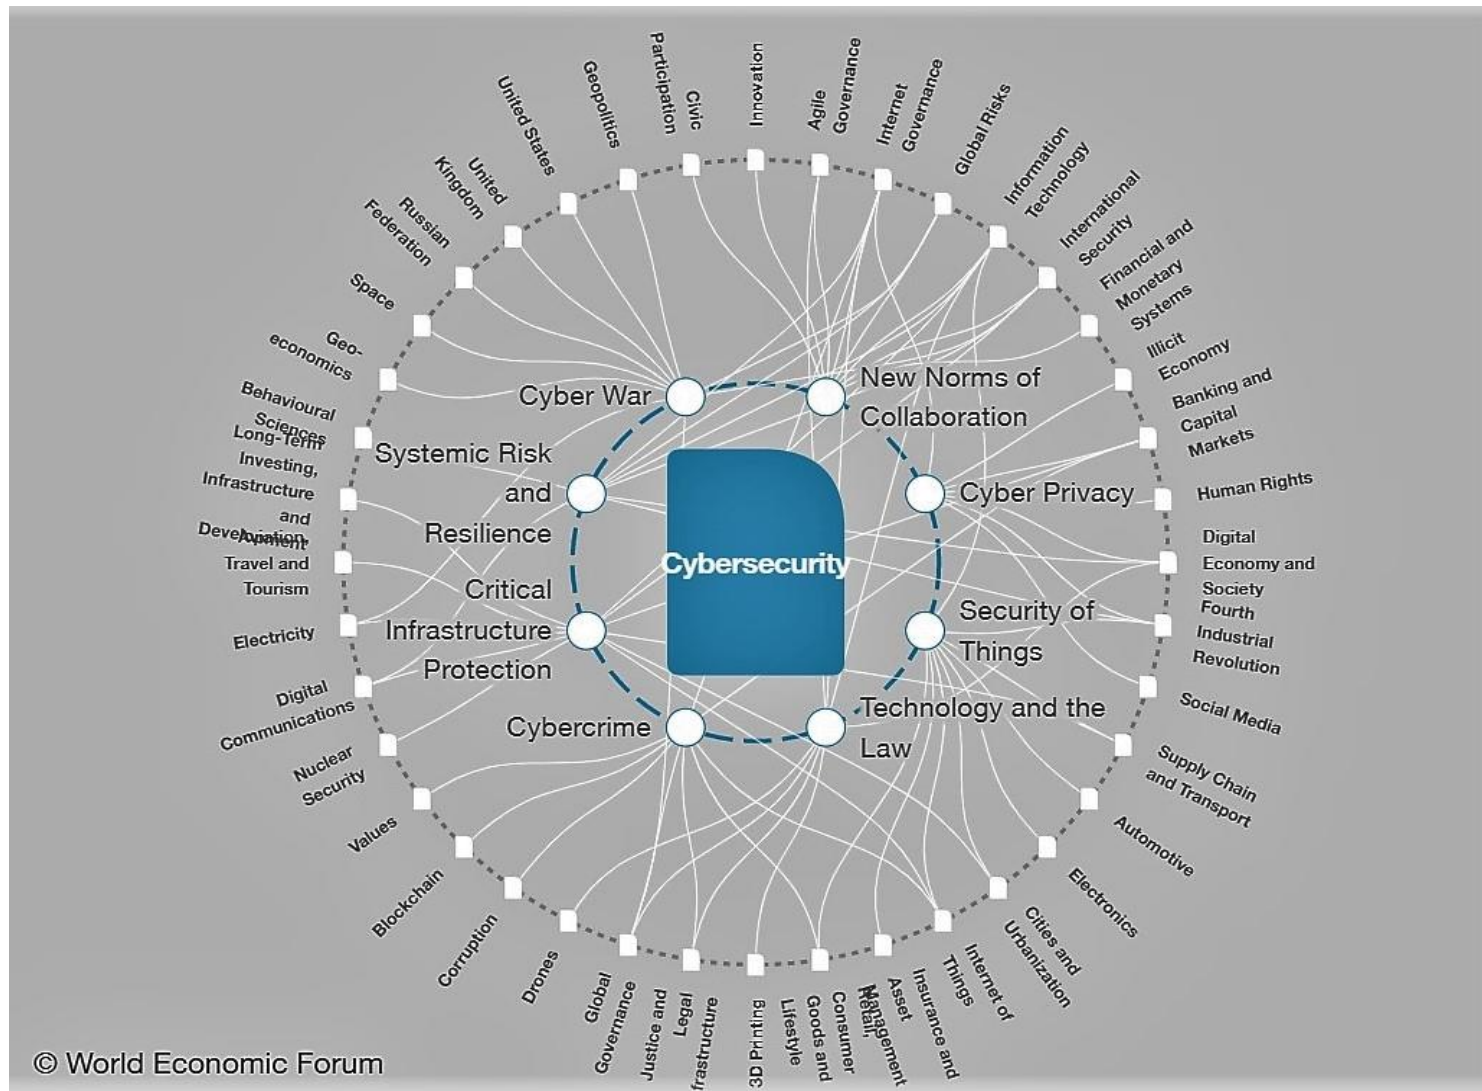 Participation
Civic
Innovation
Agile
Governance
Internet
Governance
Global Risks
Information
Technology
International
Security
Financial and
Monetary
Systems
Illicit
Economy
Banking and
Capital
Markets
Human Rights
Digital
Economy and
Society
Fourth
Industrial
Revolution
Social Media
Supply Chain
and Transport
Automotive
Electronics
Cities and
Urbanization
Internet of
Things
Insurance and
Asset
Management
Retail,
Consumer
Goods and
Lifestyle
3D Printing
Justice and
Legal
frastructure
Global
Governance
Drones
Corruption
Blockchain
Values
Nuclear
Security
Digital
Communications
Electricity
Aviation,
Travel and
Tourism
Long-Term
Investing,
Infrastructure
and
Development
Behavioural
Sciences
Geo-
economics
Space
Russian
Federation
United
Kingdom
United States
Geopolitics
Cyber War
New Norms of
Collaboration
Systemic Risk
and
Resilience
Cyber Privacy
Cybersecurity
Critical
Infrastructure
Protection
Security of
Things
Cybercrime
Technology and the
Law
© World Economic Forum